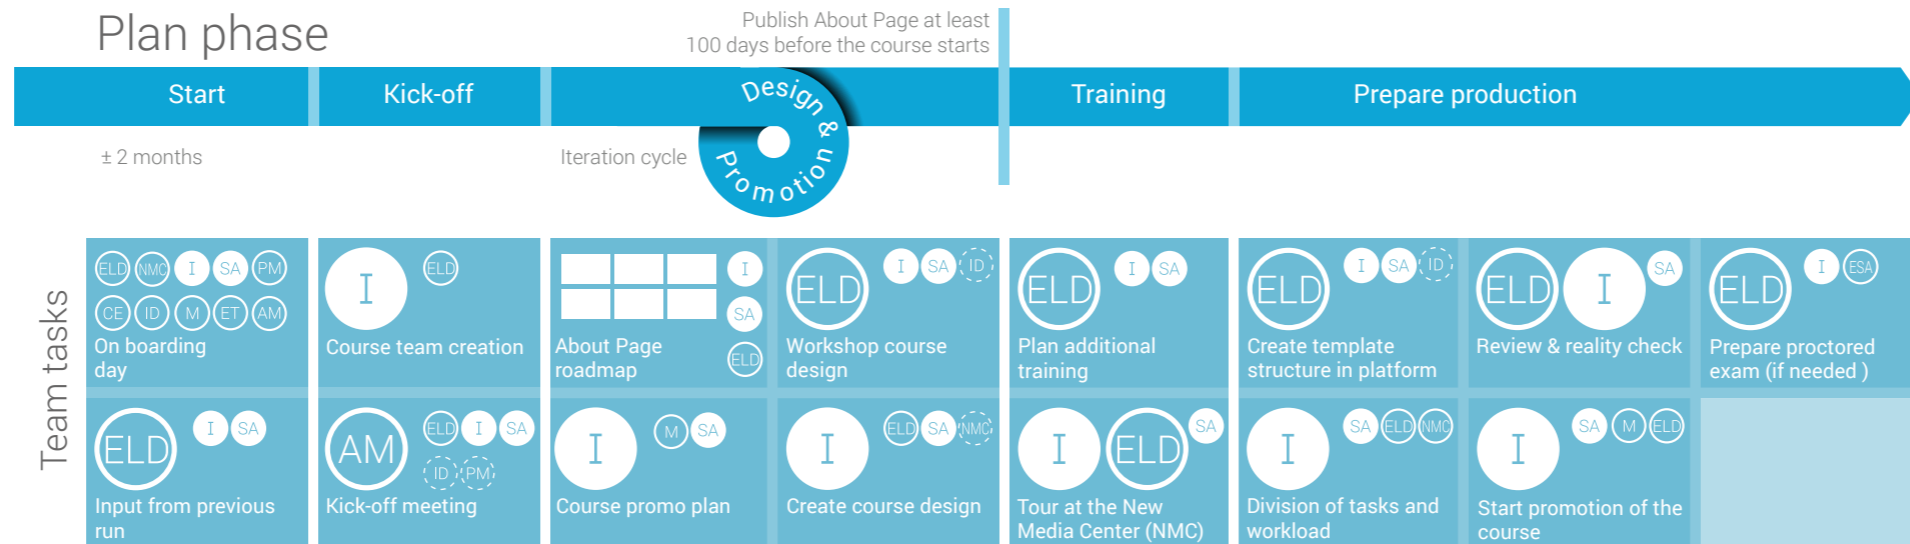 Plan phase
Publish About Page at least
100 days before the course starts
Start
Kick-off
Design &
Promotion
Training
Prepare production
± 2 months
Iteration cycle
Team tasks
ELD NMC I SA PM
CE ID M ET AM
On boarding
day
I ELD
Course team creation
I
SA
ELD
About Page
roadmap
ELD I SA ID
Workshop course
design
ELD I SA
Plan additional
training
ELD I SA ID
Create template
structure in platform
ELD I SA
Review & reality check
ELD I ESA
Prepare proctored
exam (if needed )
ELD I SA
Input from previous
run
AM ELD I SA
ID PM
Kick-off meeting
I M SA
Course promo plan
I ELD SA NMC
Create course design
I ELD SA
Tour at the New
Media Center (NMC)
I SA ELD NMC
Division of tasks and
workload
I SA M ELD
Start promotion of the
course